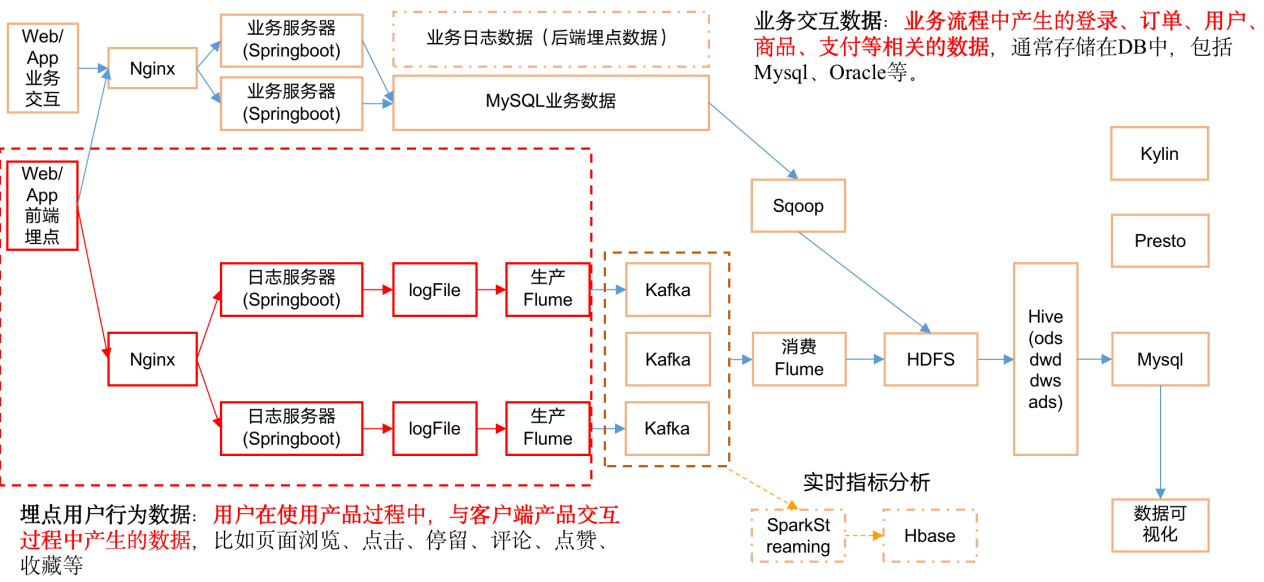 Web/
App
业务
交互
Nginx
业务服务器
(Springboot)
业务服务器
(Springboot)
业务日志数据（后端埋点数据）
MySQL业务数据
业务交互数据：业务流程中产生的登录、订单、用户、
商品、支付等相关的数据，通常存储在DB中，包括
Mysql、Oracle等。
Web/
App
前端
埋点
Nginx
日志服务器
(Springboot)
logFile
生产
Flume
日志服务器
(Springboot)
logFile
生产
Flume
Kafka
Kafka
Kafka
消费
Flume
Sqoop
HDFS
Hive
(ods
dwd
dws
ads)
Kylin
Presto
Mysql
数据可
视化
实时指标分析
SparkSt
reaming
Hbase
埋点用户行为数据：用户在使用产品过程中，与客户端产品交互
过程中产生的数据，比如页面浏览、点击、停留、评论、点赞、
收藏等